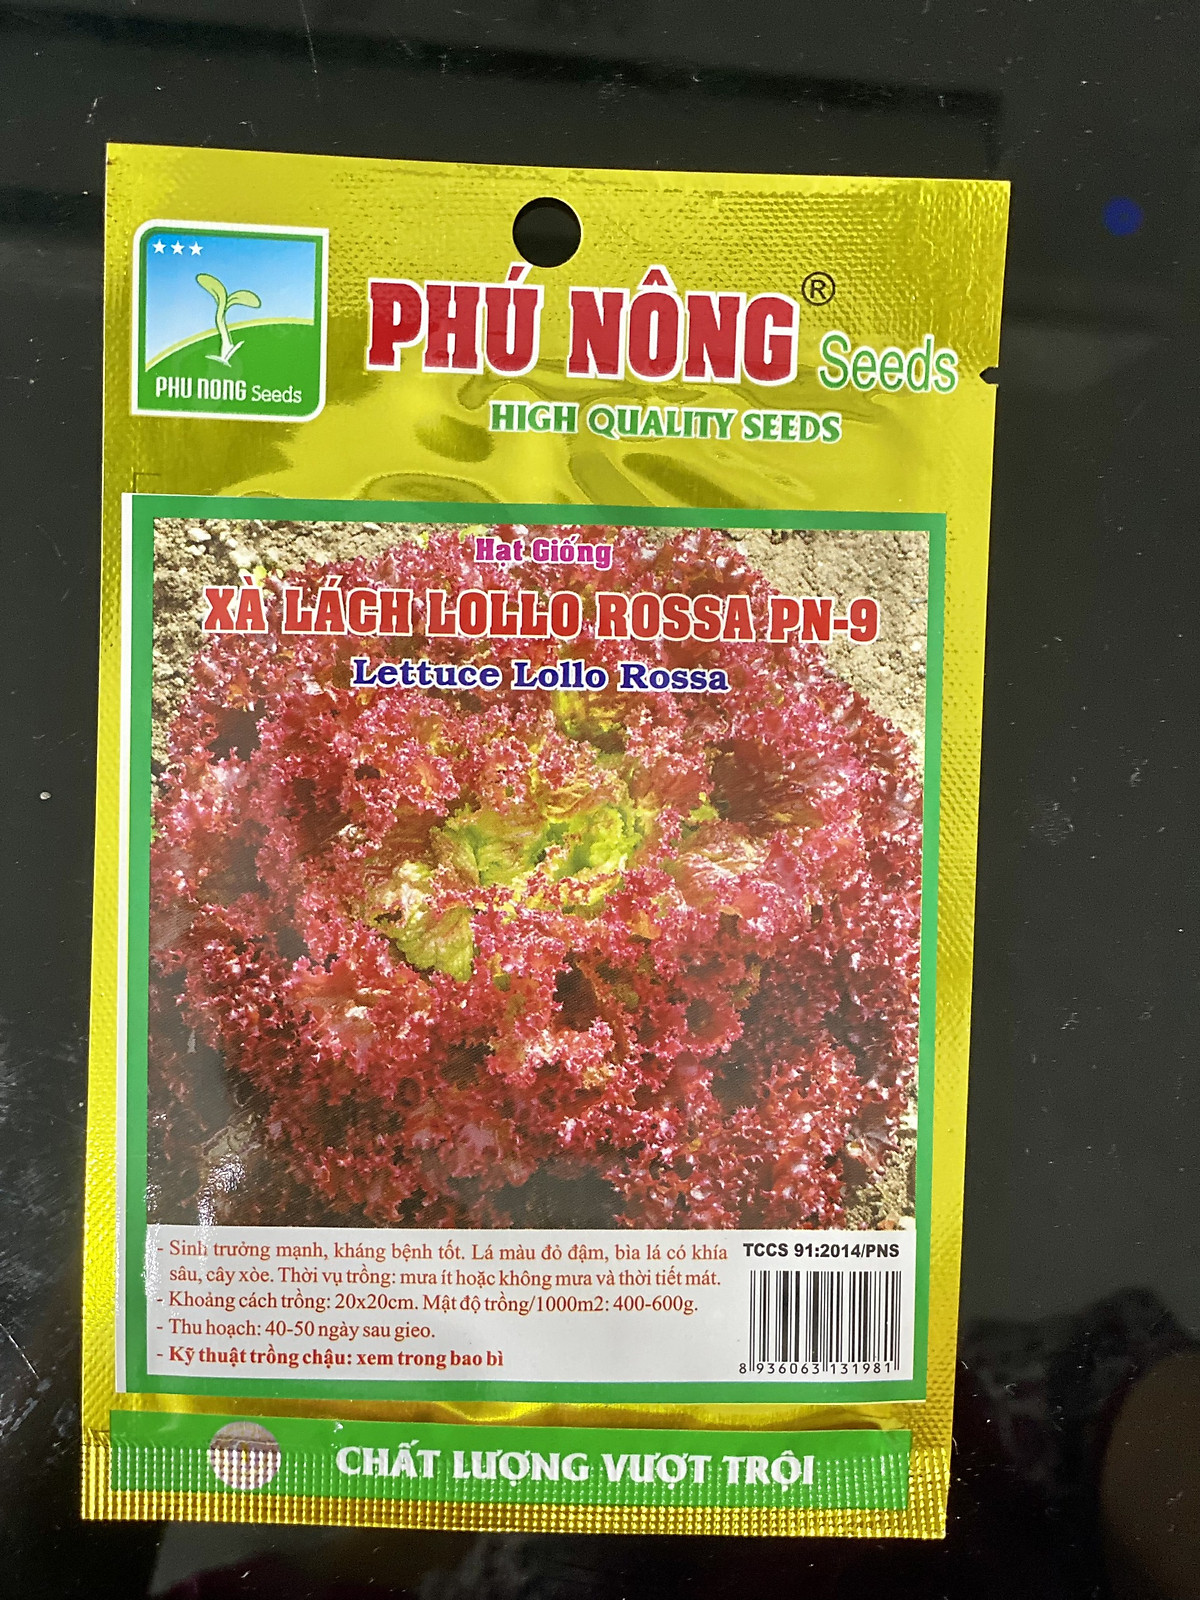 PHU NONG Seeds
PHÚ NÔNG® Seeds
HIGH QUALITY SEEDS
Hạt Giống
XÀ LÁCH LOLLO ROSSA PN-9
Lettuce Lollo Rossa
- Sinh trưởng mạnh, kháng bệnh tốt. Lá màu đỏ đậm, bìa lá có khía
sâu, cây xòe. Thời vụ trồng: mưa ít hoặc không mưa và thời tiết mát.
- Khoảng cách trồng: 20x20cm. Mật độ trồng/1000m2: 400-600g.
- Thu hoạch: 40-50 ngày sau gieo.
- Kỹ thuật trồng chậu: xem trong bao bì
TCCS 91:2014/PNS
8 936063 131981
CHẤT LƯỢNG VƯỢT TRỘI